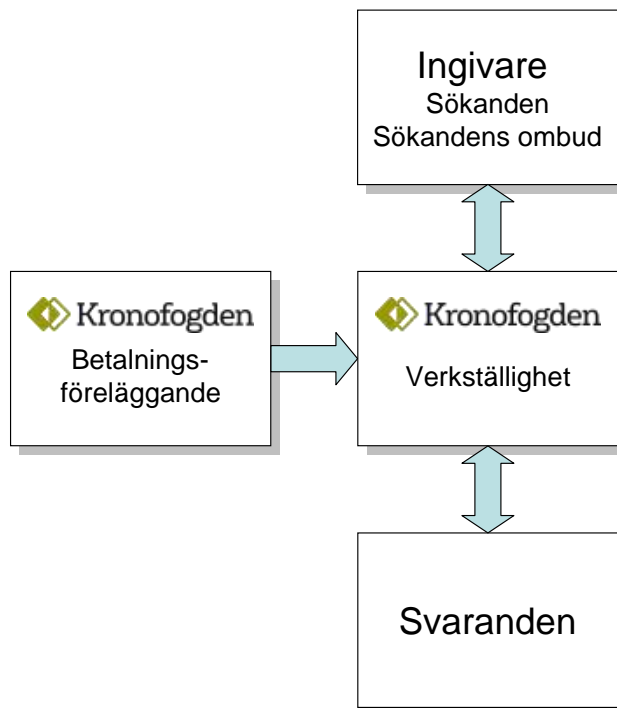 Ingivare
Sökanden
Sökandens ombud
Kronofogden
Betalnings-
föreläggande
Kronofogden
Verkställighet
Svaranden